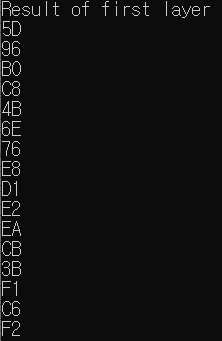 Result of first layer
5D
96
B0
C8
4B
6E
76
E8
D1
E2
EA
CB
3B
F1
C6
F2